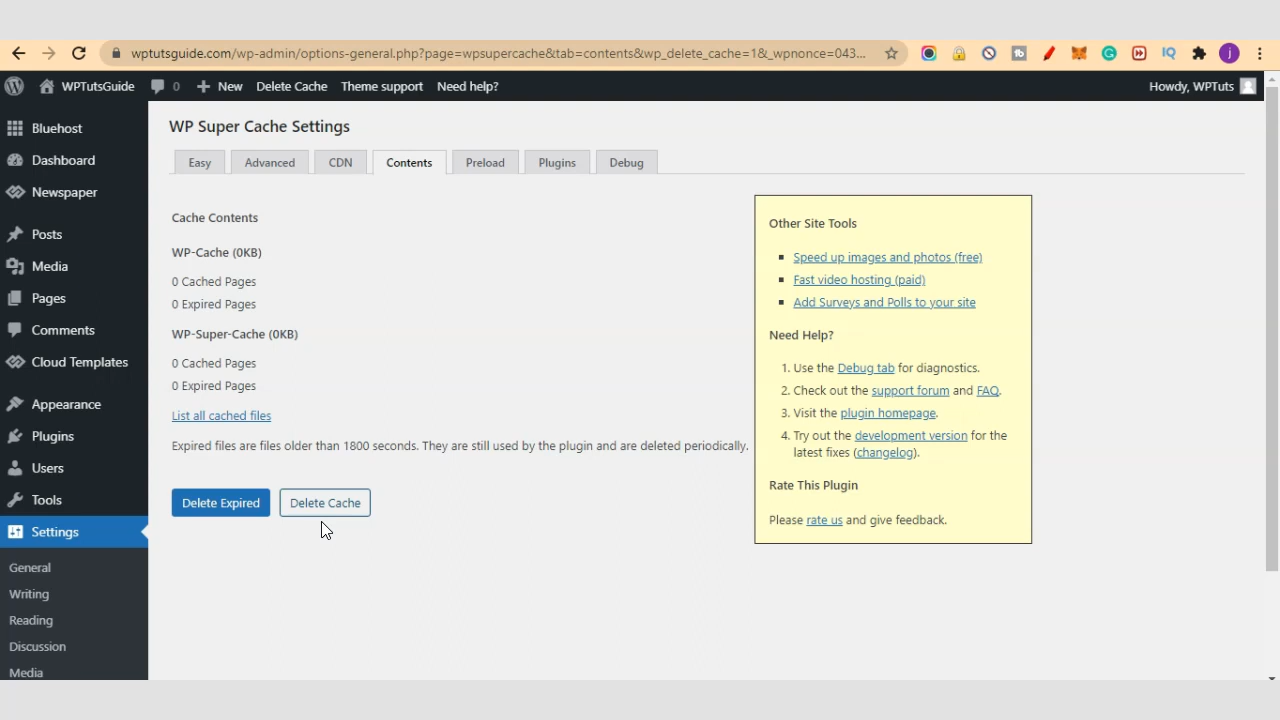 wptutsguide.com/wp-admin/options-general.php?page=wpsupercache&tab=contents&wp_delete_cache=1&_wpnonce=043...
WPTutsGuide 0 New Delete Cache Theme support Need help? Howdy, WPTuts
Bluehost
Dashboard
Newspaper
Posts
Media
Pages
Comments
Cloud Templates
Appearance
Plugins
Users
Tools
Settings
General
Writing
Reading
Discussion
Media
WP Super Cache Settings
Easy Advanced CDN Contents Preload Plugins Debug
Cache Contents
WP-Cache (0KB)
0 Cached Pages
0 Expired Pages
WP-Super-Cache (0KB)
0 Cached Pages
0 Expired Pages
List all cached files
Expired files are files older than 1800 seconds. They are still used by the plugin and are deleted periodically.
Delete Expired Delete Cache
Other Site Tools
Speed up images and photos (free)
Fast video hosting (paid)
Add Surveys and Polls to your site
Need Help?
1. Use the Debug tab for diagnostics.
2. Check out the support forum and FAQ.
3. Visit the plugin homepage.
4. Try out the development version for the
latest fixes (changelog).
Rate This Plugin
Please rate us and give feedback.